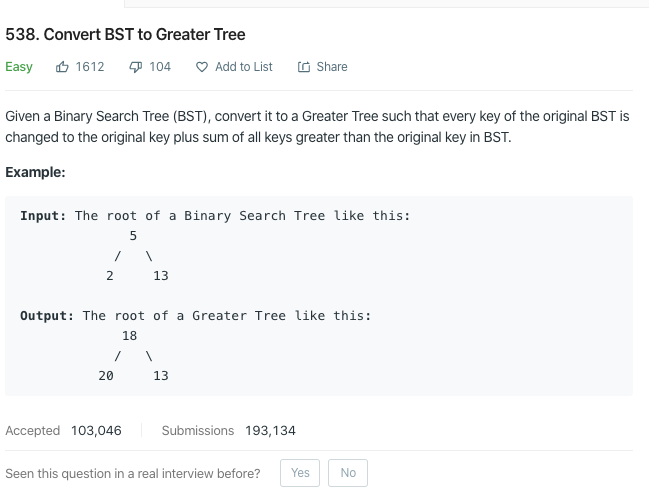 538. Convert BST to Greater Tree
Easy 1612 104 Add to List Share
Given a Binary Search Tree (BST), convert it to a Greater Tree such that every key of the original BST is
changed to the original key plus sum of all keys greater than the original key in BST.
Example:
Input: The root of a Binary Search Tree like this:
5
/ \
2 13
Output: The root of a Greater Tree like this:
18
/ \
20 13
Accepted 103,046 Submissions 193,134
Seen this question in a real interview before? Yes No